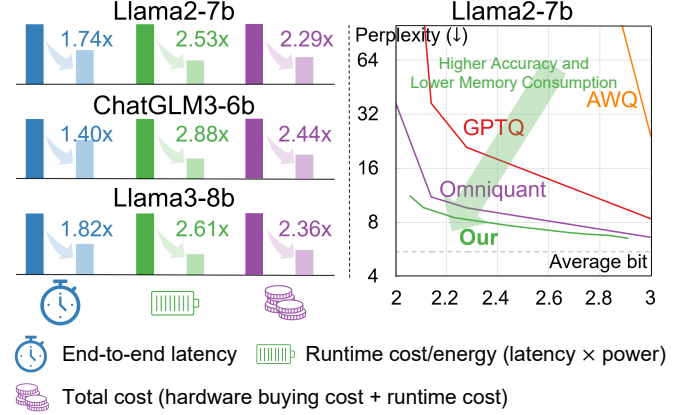 Llama2-7b
1.74x 2.53x 2.29x
ChatGLM3-6b
1.40x 2.88x 2.44x
Llama3-8b
1.82x 2.61x 2.36x
Llama2-7b
Perplexity (↓)
64
32
16
8
4
Higher Accuracy and
Lower Memory Consumption
AWQ
GPTQ
Omniquant
Our
Average bit
2 2.2 2.4 2.6 2.8 3
End-to-end latency
Runtime cost/energy (latency × power)
Total cost (hardware buying cost + runtime cost)